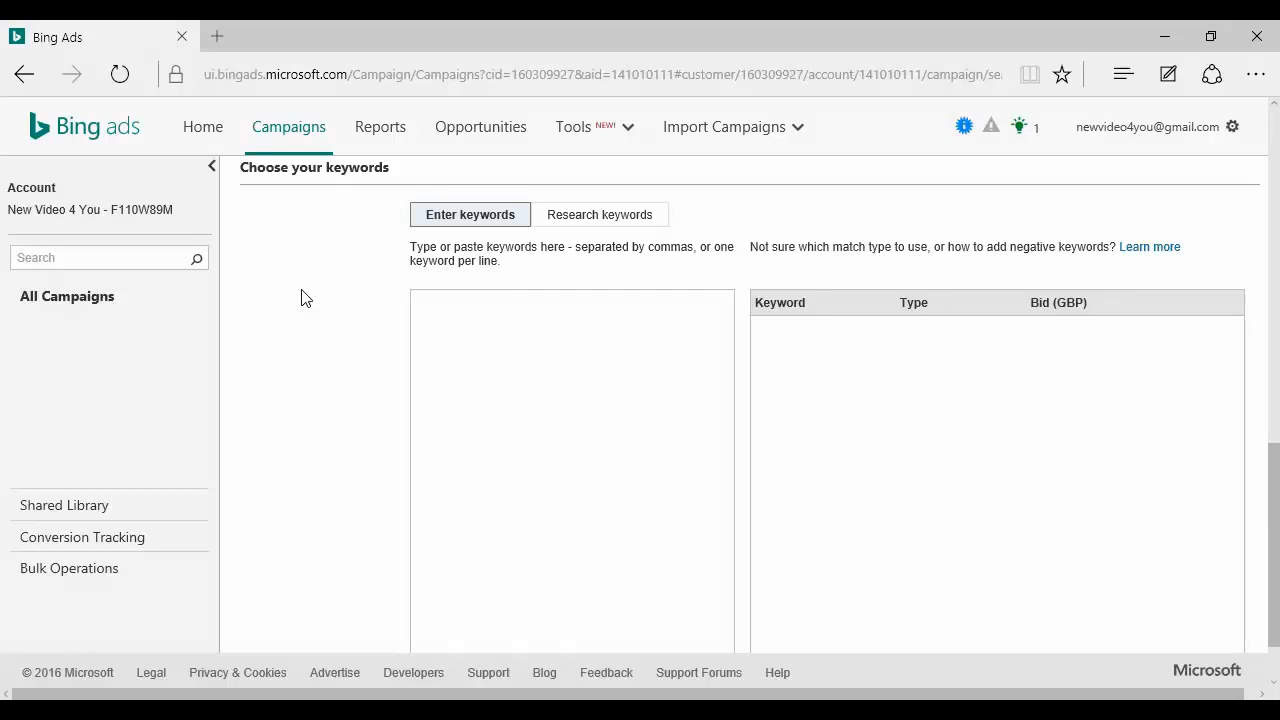 Bing Ads
ui.bingads.microsoft.com/Campaign/Campaigns?cid=160309927&aid=141010111#customer/160309927/account/141010111/campaign/se
Bing ads
Home
Campaigns
Reports
Opportunities
Tools NEW!
Import Campaigns
1
newvideo4you@gmail.com
Account
New Video 4 You - F110W89M
Search
All Campaigns
Shared Library
Conversion Tracking
Bulk Operations
Choose your keywords
Enter keywords
Research keywords
Type or paste keywords here - separated by commas, or one
keyword per line.
Not sure which match type to use, or how to add negative keywords? Learn more
Keyword Type Bid (GBP)
© 2016 Microsoft Legal Privacy & Cookies Advertise Developers Support Blog Feedback Support Forums Help
Microsoft